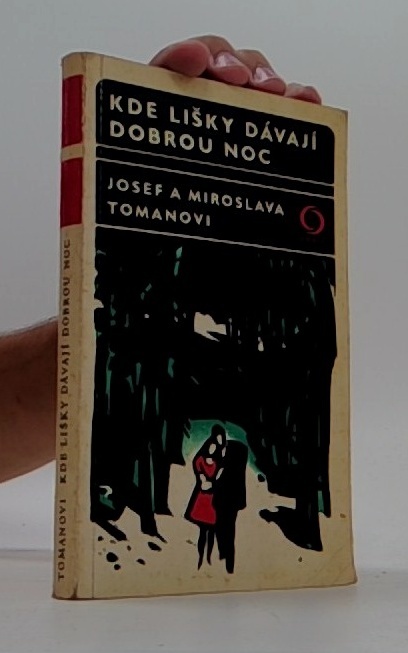 KDE LIŠKY DÁVAJÍ
DOBROU NOC
JOSEF A MIROSLAVA
TOMANOVI
TOMANOVI KDE LIŠKY DÁVAJÍ DOBROU NOC